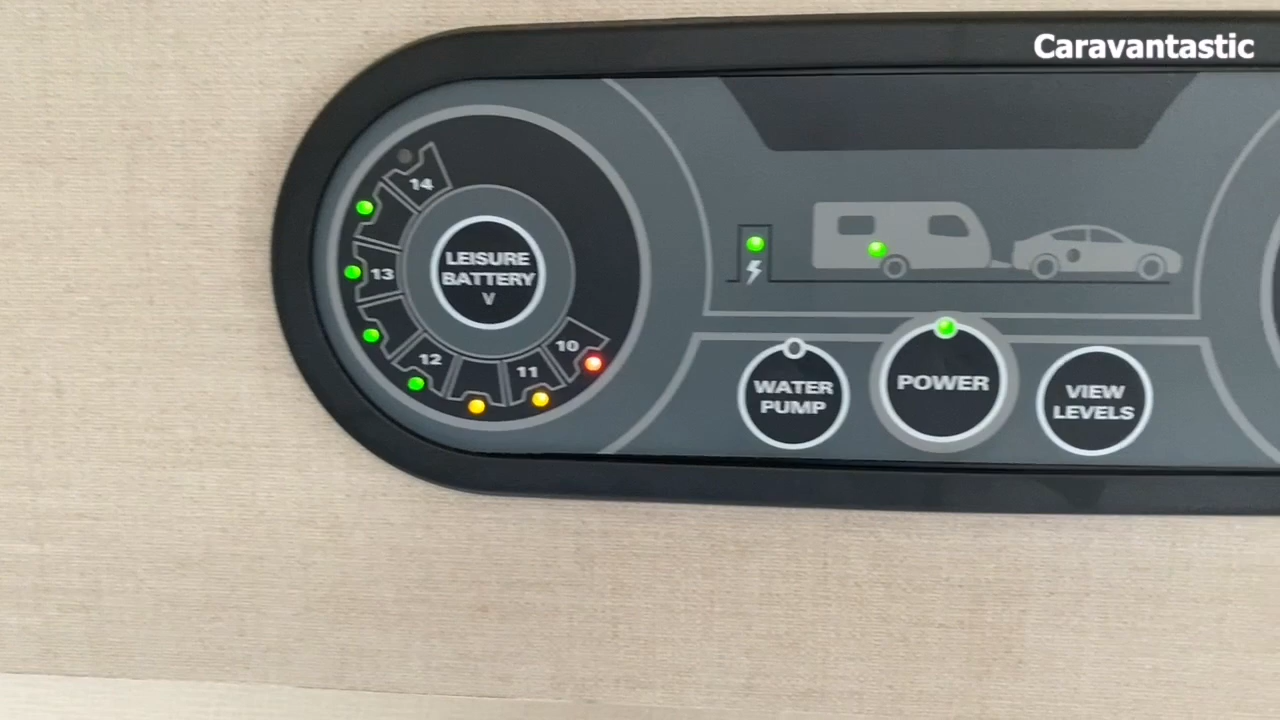 Caravantastic
14
13
12
11
10
LEISURE
BATTERY
V
WATER
PUMP
POWER
VIEW
LEVELS